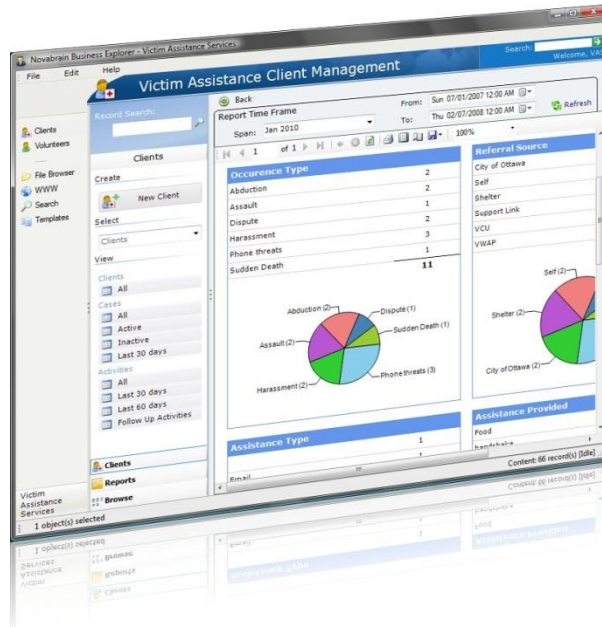 Novabrain Business Explorer - Victim Assistance Services
File Edit Help
Victim Assistance Client Management
Search:
Welcome, VAS
Clients
Volunteers
File Browser
WWW
Search
Templates
Victim
Assistance
Services
Record Search:
Clients
Create
New Client
Select
Clients
View
Clients
All
Cases
All
Active
Inactive
Last 30 days
Activities
All
Last 30 days
Last 60 days
Follow Up Activities
Clients
Reports
Browse
Back
Report Time Frame
Span: Jan 2010
From: Sun 07/01/2007 12:00 AM
To: Thu 02/07/2008 12:00 AM
Refresh
1 of 1 100%
Occurence Type
Abduction 2
Assault 2
Dispute 1
Harassment 2
Phone threats 3
Sudden Death 1
11
Abduction (2)
Dispute (1)
Sudden Death (1)
Assault (2)
Harassment (2)
Phone threats (3)
Referral Source
City of Ottawa
Self
Shelter
Support Link
VCU
VWAP
Self (2)
Shelter (2)
City of Ottawa (2)
Assistance Type
1
Email 1
Assistance Provided
Food
handshake
1 object(s) selected
Content: 66 record(s) [Idle]